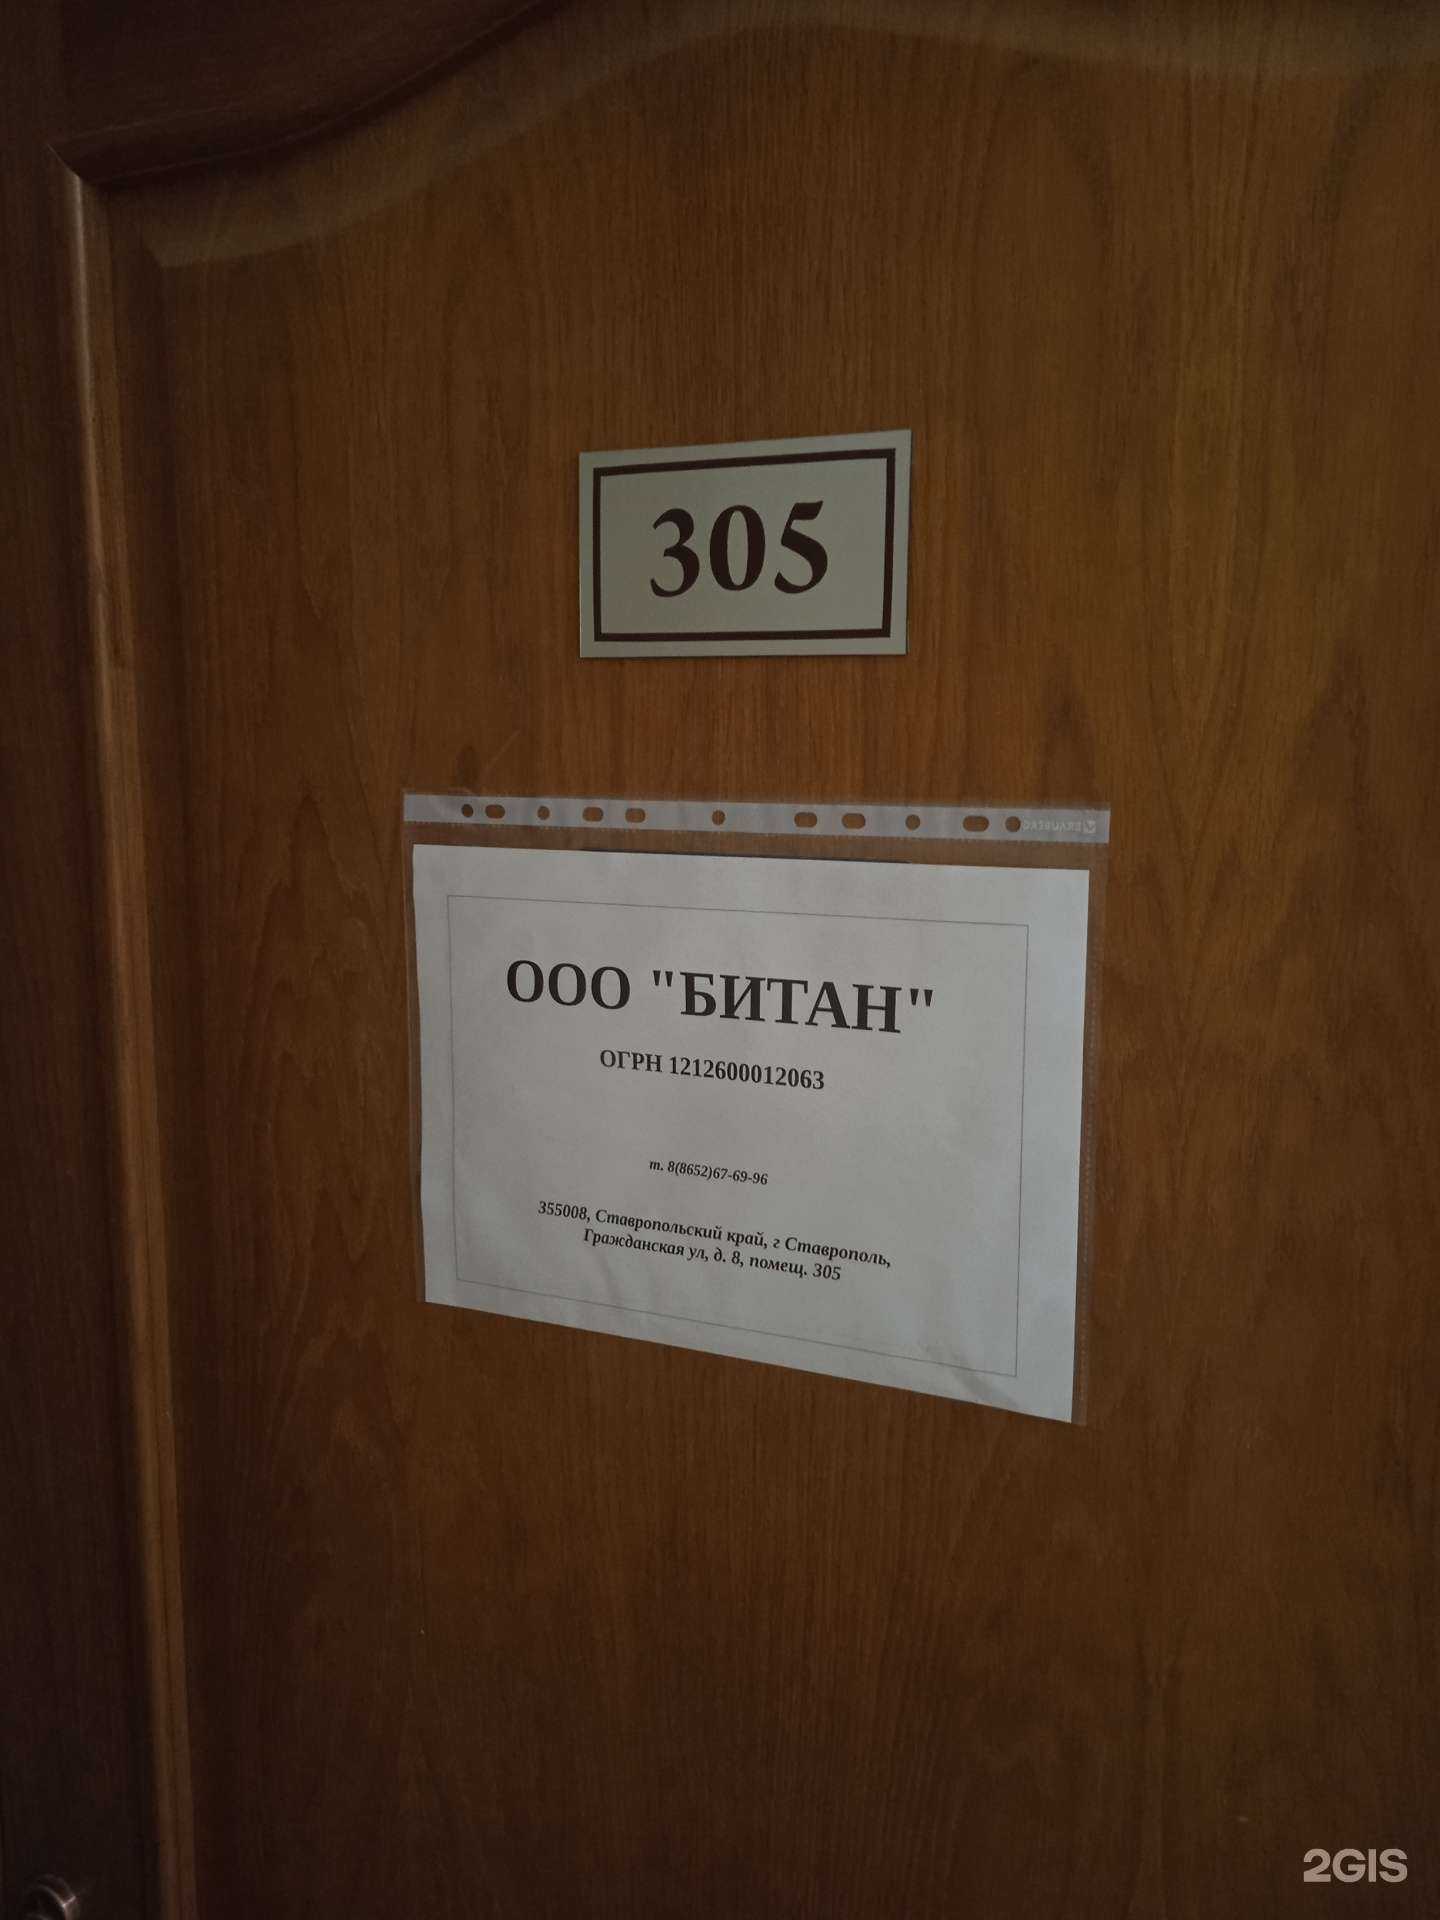 305
BRAUBERG
ООО "БИТАН"
ОГРН 1212600012063
т. 8(8652)67-69-96
355008, Ставропольский край, г Ставрополь,
Гражданская ул, д. 8, помещ. 305
2GIS